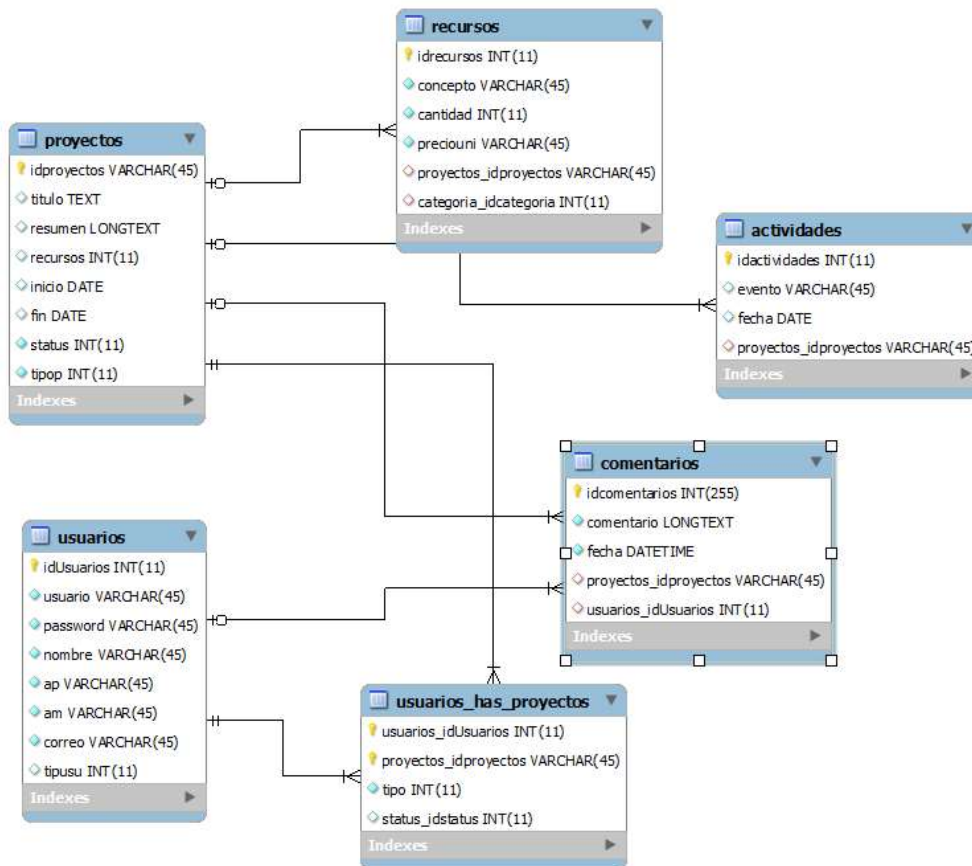 recursos
idrecursos INT(11)
concepto VARCHAR(45)
cantidad INT(11)
preciouni VARCHAR(45)
proyectos_idproyectos VARCHAR(45)
categoria_idcategoria INT(11)
Indexes
proyectos
idproyectos VARCHAR(45)
titulo TEXT
resumen LONGTEXT
recursos INT(11)
inicio DATE
fin DATE
status INT(11)
tipop INT(11)
Indexes
actividades
idactividades INT(11)
evento VARCHAR(45)
fecha DATE
proyectos_idproyectos VARCHAR(45)
Indexes
comentarios
idcomentarios INT(255)
comentario LONGTEXT
fecha DATETIME
proyectos_idproyectos VARCHAR(45)
usuarios_idUsuarios INT(11)
Indexes
usuarios
idUsuarios INT(11)
usuario VARCHAR(45)
password VARCHAR(45)
nombre VARCHAR(45)
ap VARCHAR(45)
am VARCHAR(45)
correo VARCHAR(45)
tipusu INT(11)
Indexes
usuarios_has_proyectos
usuarios_idUsuarios INT(11)
proyectos_idproyectos VARCHAR(45)
tipo INT(11)
status_idstatus INT(11)
Indexes